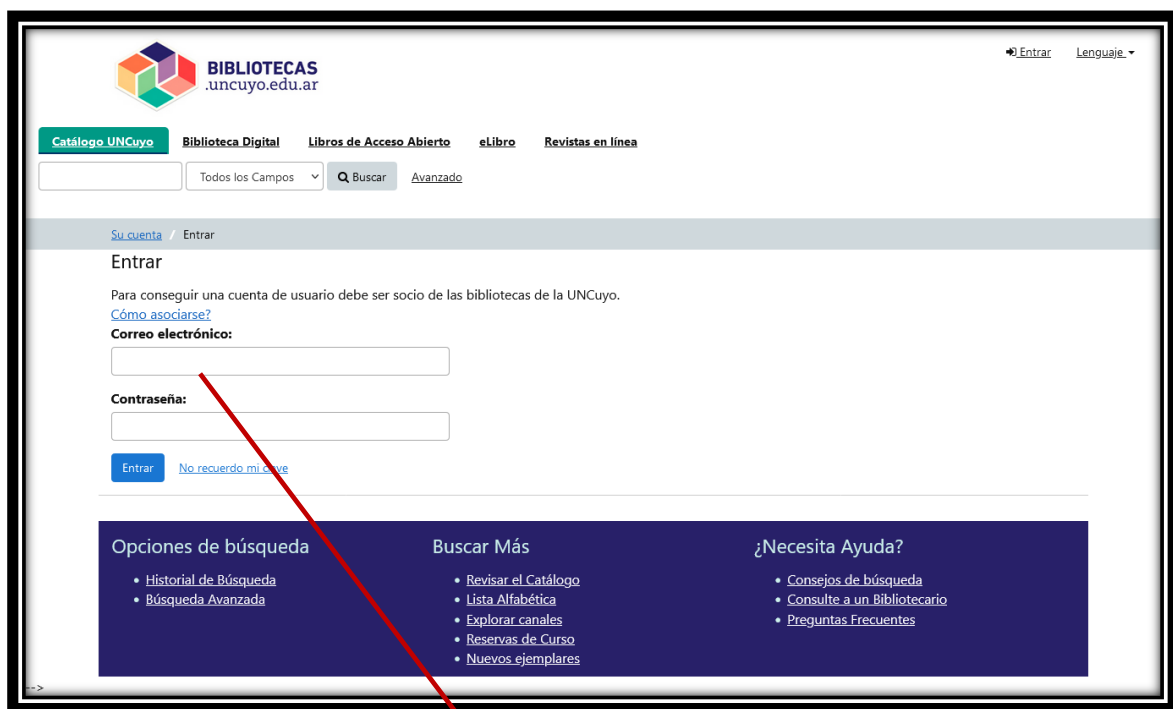 BIBLIOTECAS
.uncuyo.edu.ar
Entrar Lenguaje
Catálogo UNCuyo Biblioteca Digital Libros de Acceso Abierto eLibro Revistas en línea
Todos los Campos Buscar Avanzado
Su cuenta / Entrar
Entrar
Para conseguir una cuenta de usuario debe ser socio de las bibliotecas de la UNCuyo.
Cómo asociarse?
Correo electrónico:
Contraseña:
Entrar No recuerdo mi clave
Opciones de búsqueda
• Historial de Búsqueda
• Búsqueda Avanzada
Buscar Más
• Revisar el Catálogo
• Lista Alfabética
• Explorar canales
• Reservas de Curso
• Nuevos ejemplares
¿Necesita Ayuda?
• Consejos de búsqueda
• Consulte a un Bibliotecario
• Preguntas Frecuentes
-->